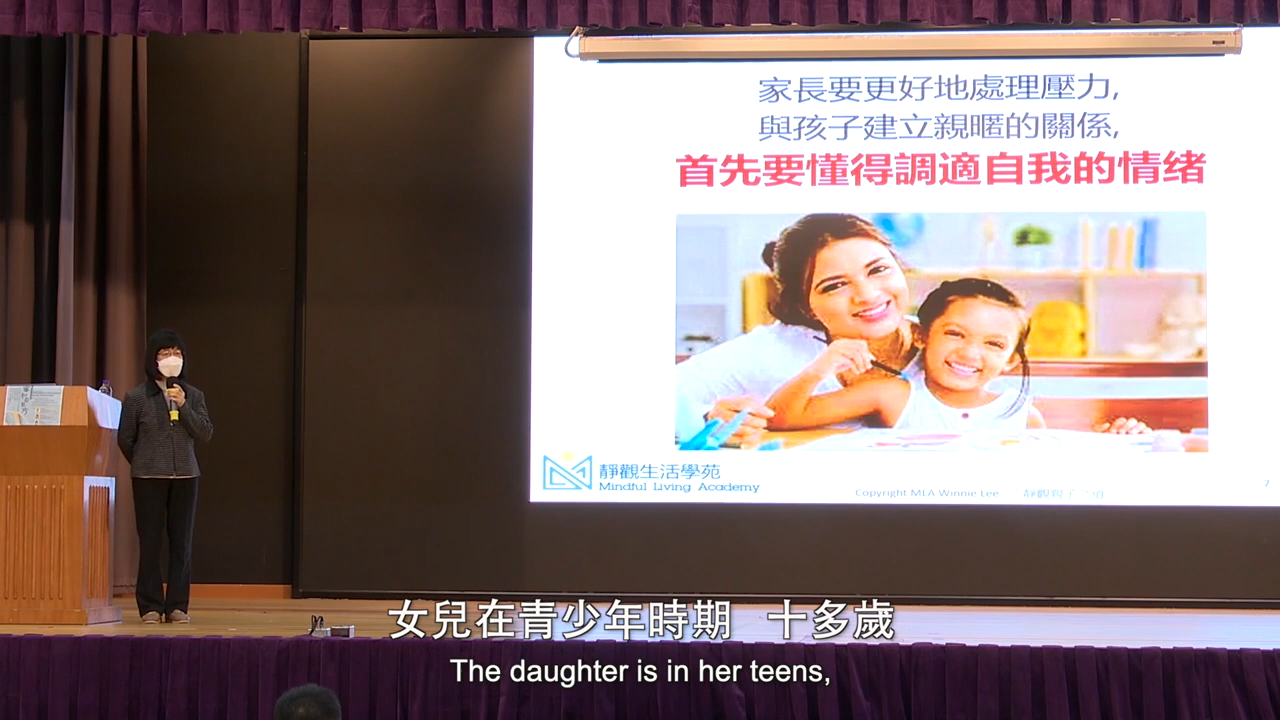 家長要更好地處理壓力,
與孩子建立親暱的關係,
首先要懂得調適自我的情绪
靜觀生活學苑
Mindful Living Academy
Copyright MLA Winnie Lee
7
女兒在青少年時期 十多歲
The daughter is in her teens,